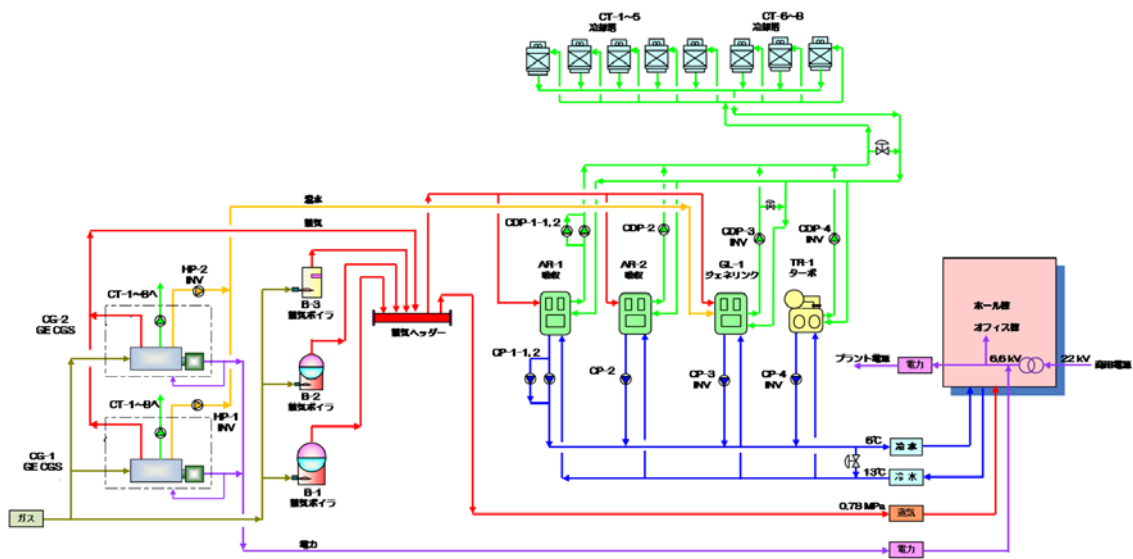 CT-1~5
冷却塔
CT-6~8
冷却塔
温水
蒸気
CDP-1-1,2
CDP-2
CDP-3
INV
CDP-4
INV
HP-2
INV
CT-1~8へ
CG-2
GE CGS
B-3
蒸気ボイラ
蒸気ヘッダー
AR-1
吸収
AR-2
吸収
GL-1
ジェネリンク
TR-1
ターボ
ホール棟
オフィス棟
プラント電源
電力
6.6 kV
22 kV
商用電源
CP-1-1,2
CP-2
CP-3
INV
CP-4
INV
B-2
蒸気ボイラ
CT-1~8へ
HP-1
INV
CG-1
GE CGS
6℃
冷水
13℃
冷水
B-1
蒸気ボイラ
ガス
0.78 MPa
蒸気
電力
電力